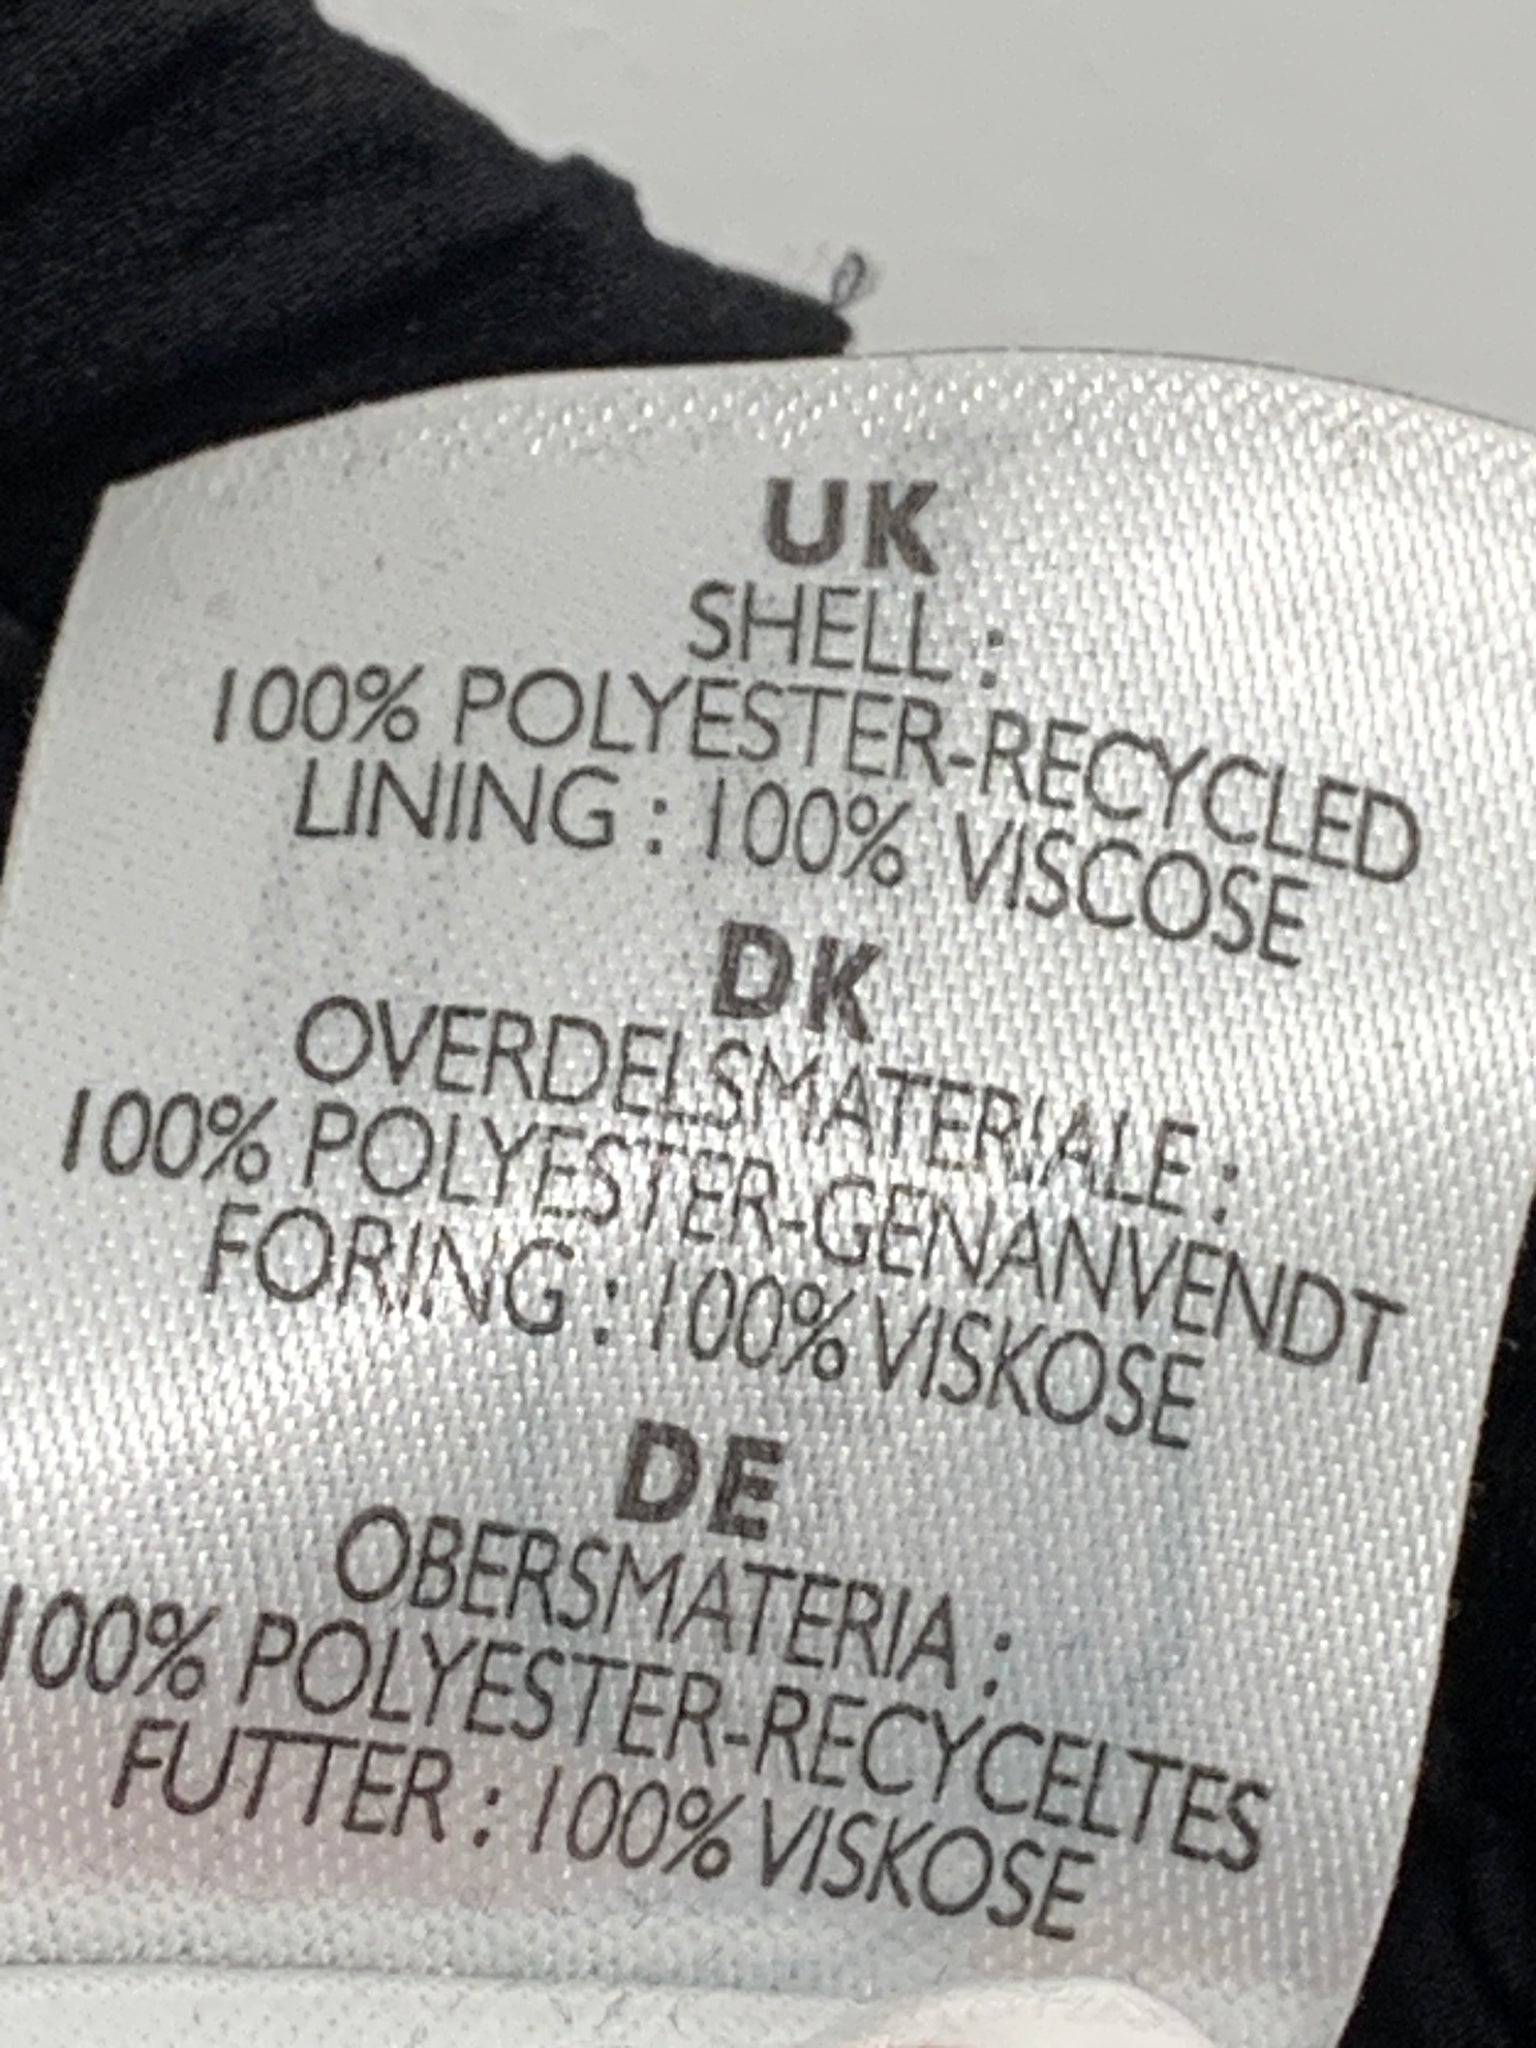 UK
SHELL :
100% POLYESTER-RECYCLED
LINING : 100% VISCOSE
DK
OVERDELSMATERIALE :
100% POLYESTER-GENANVENDT
FORING : 100% VISKOSE
DE
OBERSMATERIA :
100% POLYESTER-RECYCELTES
FUTTER : 100% VISKOSE